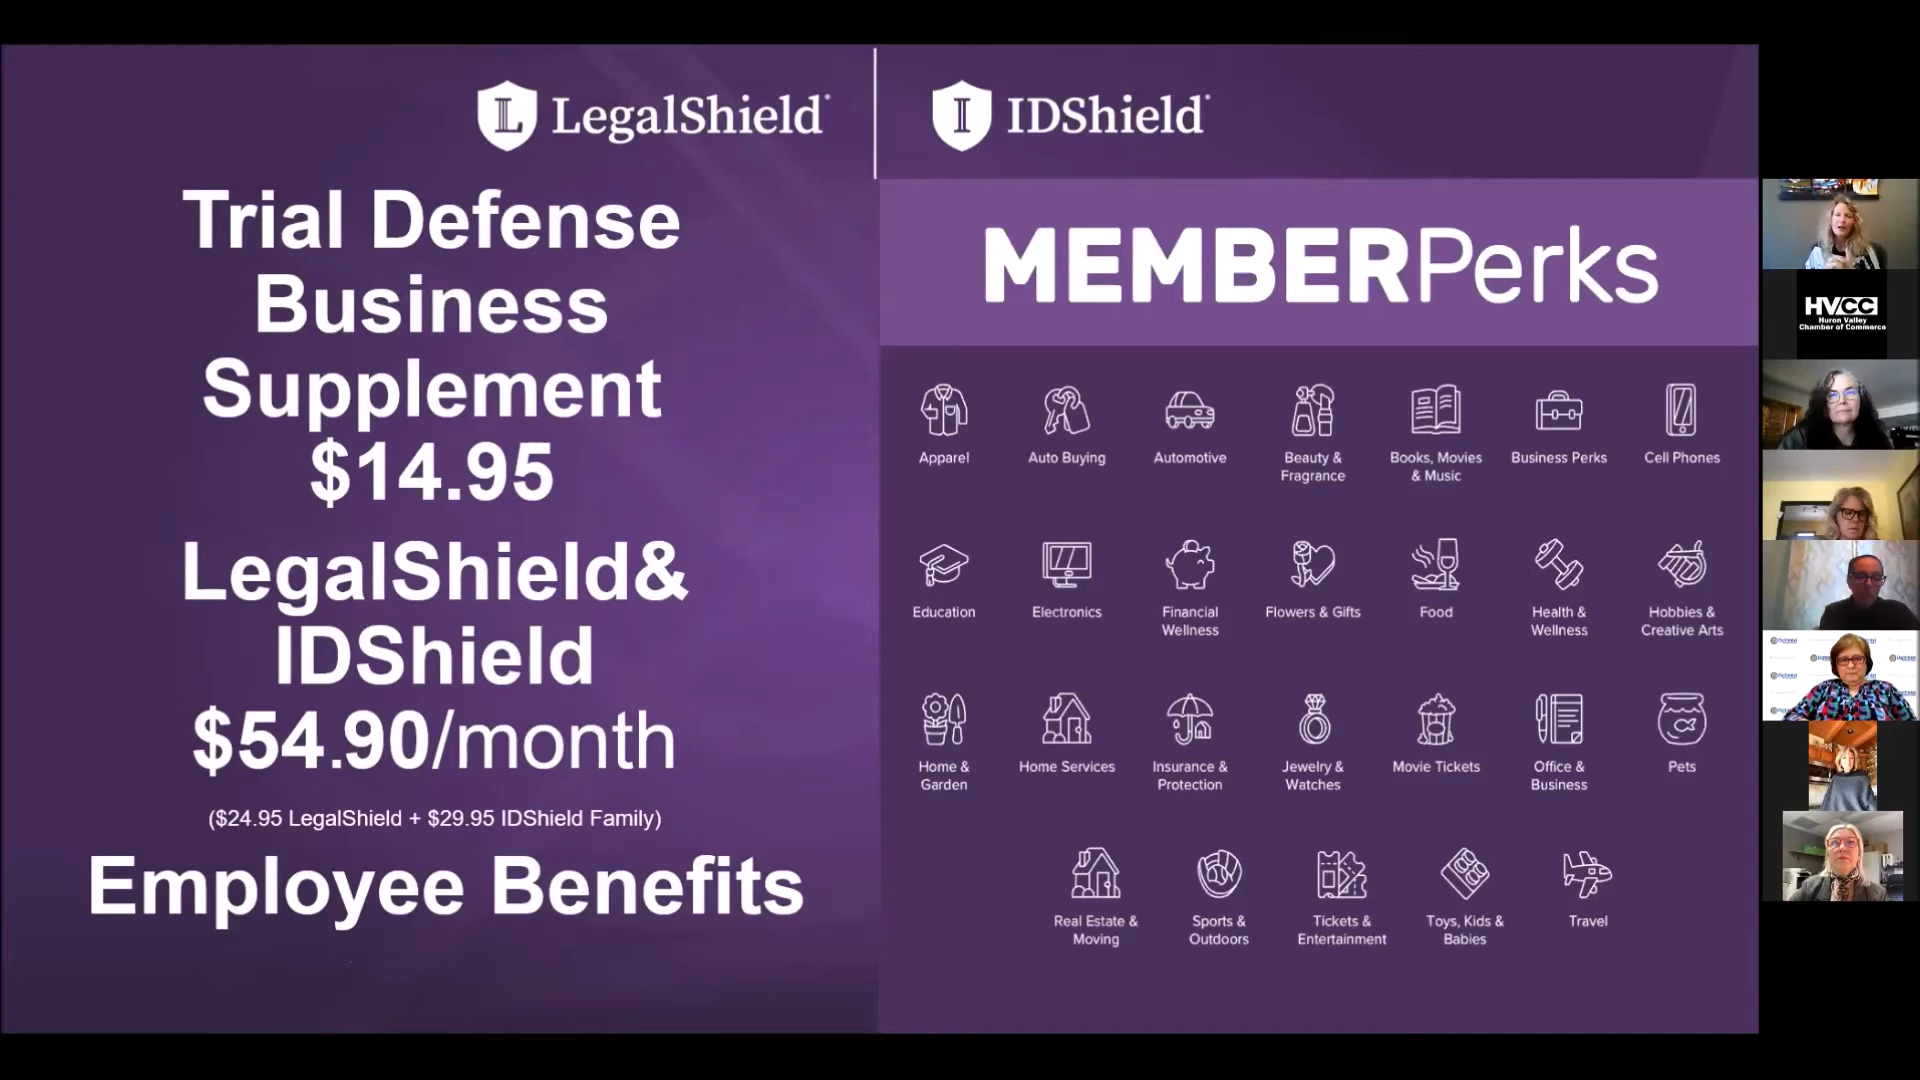 LegalShield
IDShield
Trial Defense
Business
Supplement
$14.95
LegalShield&
IDShield
$54.90/month
($24.95 LegalShield + $29.95 IDShield Family)
Employee Benefits
MEMBERPerks
Apparel
Auto Buying
Automotive
Beauty &
Fragrance
Books, Movies
& Music
Business Perks
Cell Phones
Education
Electronics
Financial
Wellness
Flowers & Gifts
Food
Health &
Wellness
Hobbies &
Creative Arts
Home &
Garden
Home Services
Insurance &
Protection
Jewelry &
Watches
Movie Tickets
Office &
Business
Pets
Real Estate &
Moving
Sports &
Outdoors
Tickets &
Entertainment
Toys, Kids &
Babies
Travel
HVCC
Huron Valley
Chamber of Commerce